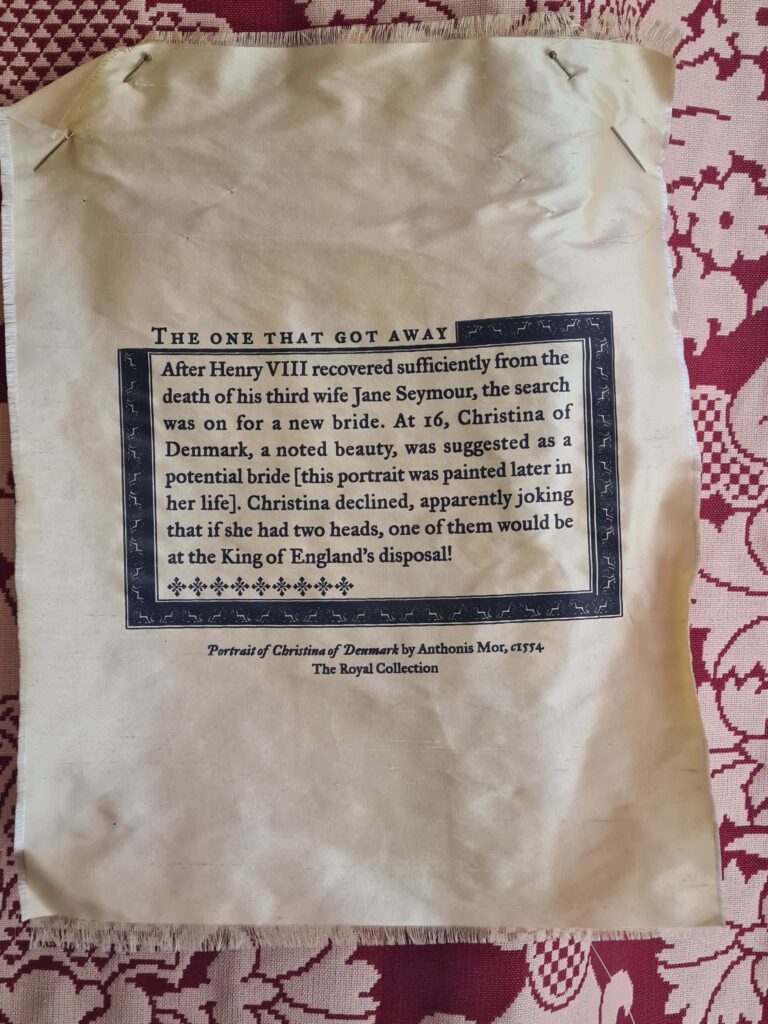 THE ONE THAT GOT AWAY
After Henry VIII recovered sufficiently from the
death of his third wife Jane Seymour, the search
was on for a new bride. At 16, Christina of
Denmark, a noted beauty, was suggested as a
potential bride [this portrait was painted later in
her life]. Christina declined, apparently joking
that if she had two heads, one of them would be
at the King of England's disposal!
Portrait of Christina of Denmark by Anthonis Mor, c1554
The Royal Collection